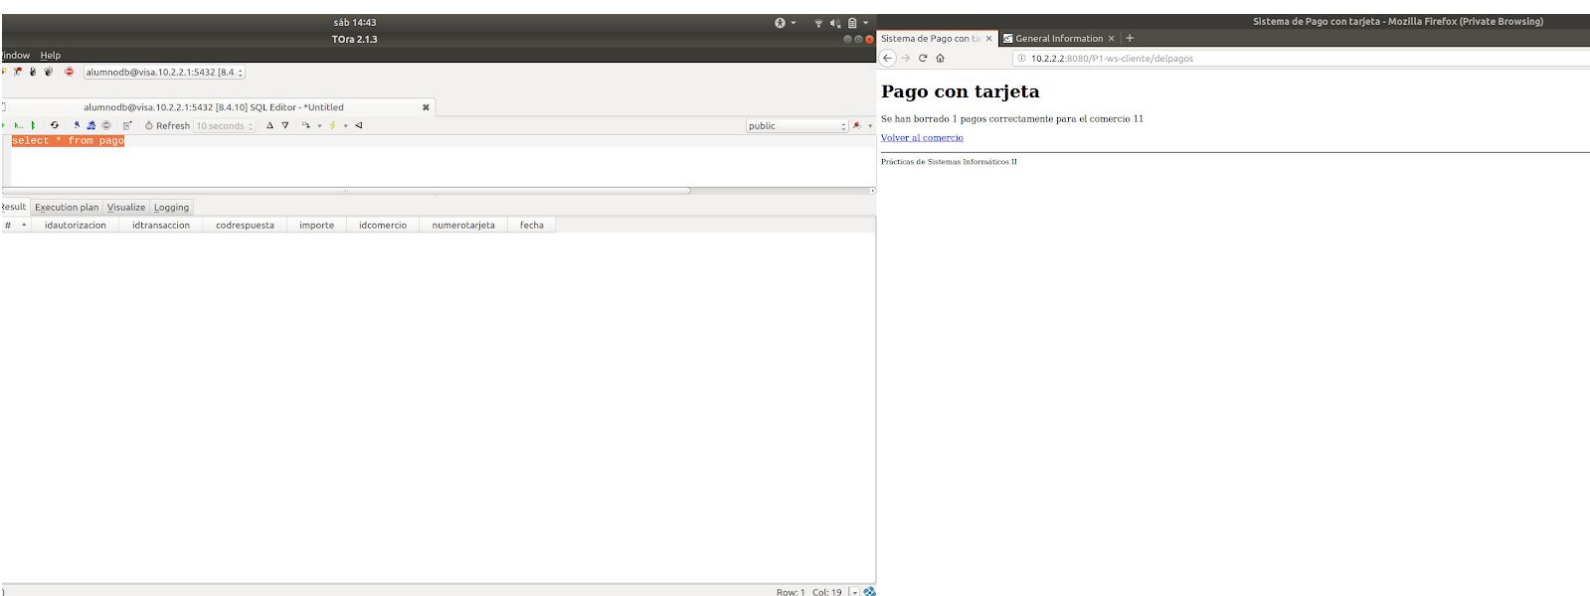 sáb 14:43
TOra 2.1.3
indow Help
alumnodb@visa.10.2.2.1:5432 [8.4
alumnodb@visa.10.2.2.1:5432 [8.4.10] SQL Editor - *Untitled
Refresh 10 seconds
public
select * from pago
Result Execution plan Visualize Logging
# idautorizacion idtransaccion codrespuesta importe idcomercio numerotarjeta fecha
Row: 1 Col: 19
Sistema de Pago con tarjeta - Mozilla Firefox (Private Browsing)
Sistema de Pago con ta General Information
10.2.2.2:8080/P1-ws-cliente/delpagos
Pago con tarjeta
Se han borrado 1 pagos correctamente para el comercio 11
Volver al comercio
Prácticas de Sistemas Informáticos II